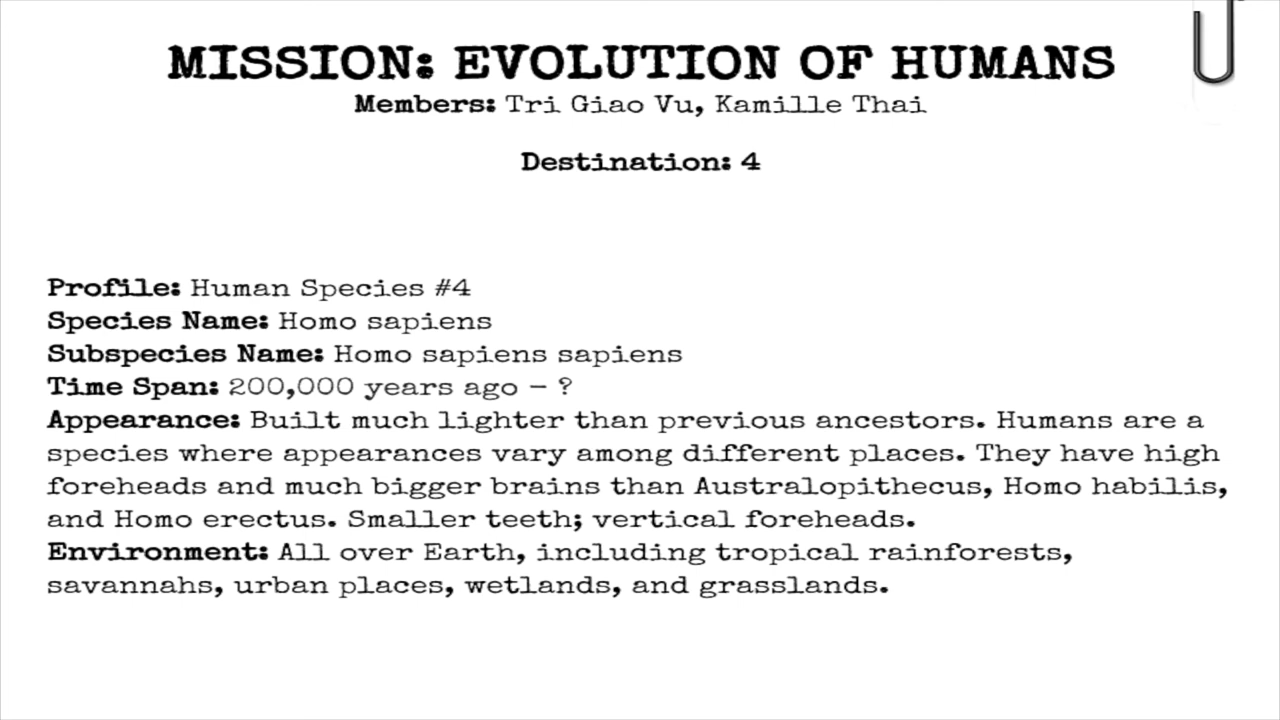 MISSION: EVOLUTION OF HUMANS
Members: Tri Giao Vu, Kamille Thai
Destination: 4
Profile: Human Species #4
Species Name: Homo sapiens
Subspecies Name: Homo sapiens sapiens
Time Span: 200,000 years ago – ?
Appearance: Built much lighter than previous ancestors. Humans are a
species where appearances vary among different places. They have high
foreheads and much bigger brains than Australopithecus, Homo habilis,
and Homo erectus. Smaller teeth; vertical foreheads.
Environment: All over Earth, including tropical rainforests,
savannahs, urban places, wetlands, and grasslands.